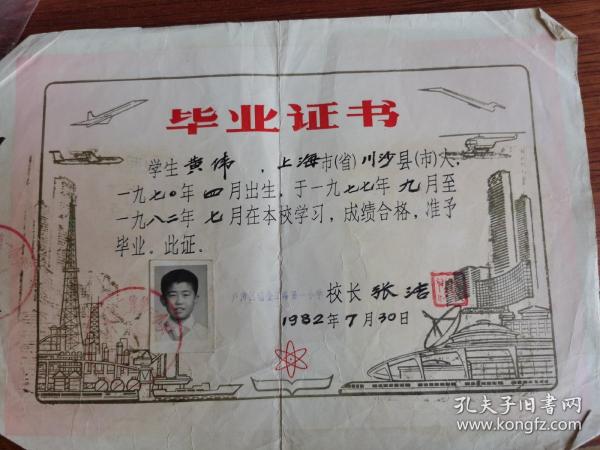 毕业证书
学生 黄伟 ，上海市(省)川沙县(市)人，
一九七〇年 四月出生，于一九七七年 九月至
一九八二年 七月在本校学习，成绩合格，准予
毕业．此证．
校长 张洁
1982年7月30日
孔夫子旧书网
www.kongfz.com